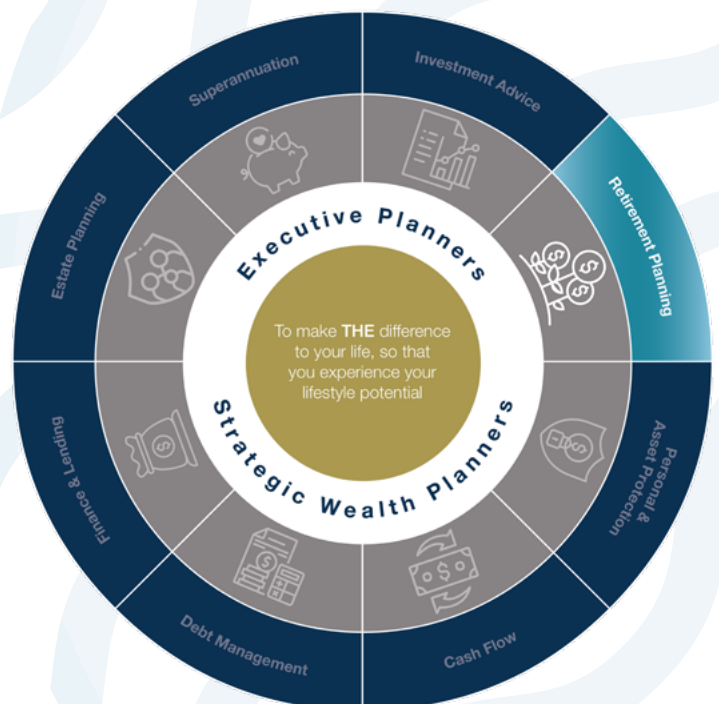 Superannuation
Investment Advice
Retirement Planning
Personal &
Asset Protection
Cash Flow
Debt Management
Finance & Lending
Estate Planning
Executive Planners
To make THE difference
to your life, so that
you experience your
lifestyle potential
Strategic Wealth Planners